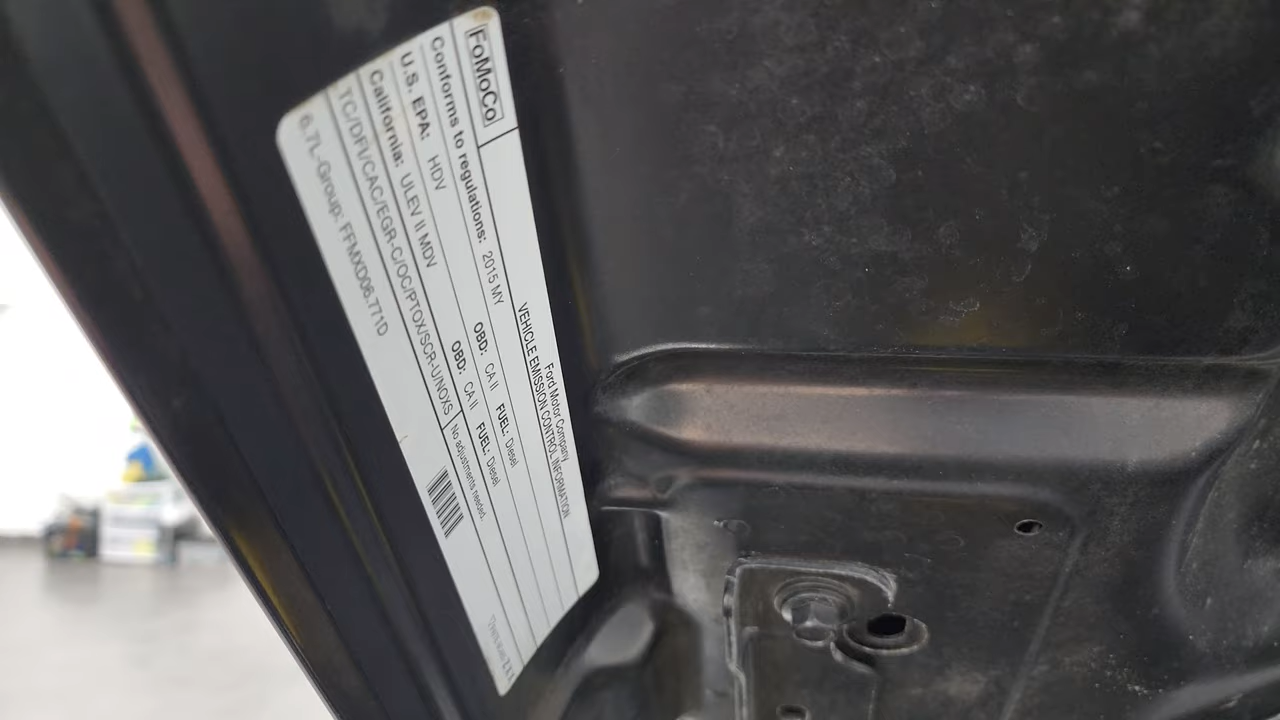 FoMoCo
Ford Motor Company
VEHICLE EMISSION CONTROL INFORMATION
Conforms to regulations: 2015 MY
U.S. EPA: HDV OBD: CA II FUEL: Diesel
California: ULEV II MDV OBD: CA II FUEL: Diesel
TC/DFI/CAC/EGR-C/OC/PTOX/SCR-U/NOXS No adjustments needed.
6.7L-Group: FFMXD06.771D